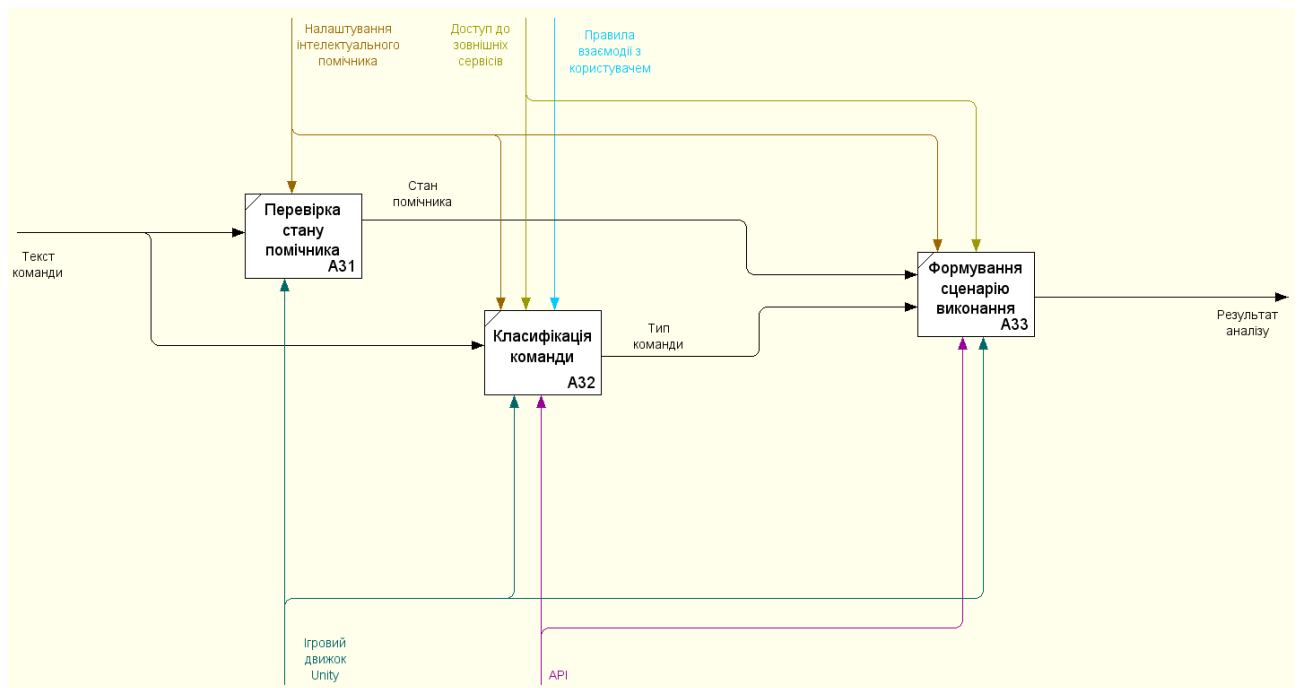 Налаштування
інтелектуального
помічника
Доступ до
зовнішніх
сервісів
Правила
взаємодії з
користувачем
Текст
команди
Перевірка
стану
помічника
A31
Стан
помічника
Класифікація
команди
A32
Тип
команди
Формування
сценарію
виконання
A33
Результат
аналізу
Ігровий
движок
Unity
API